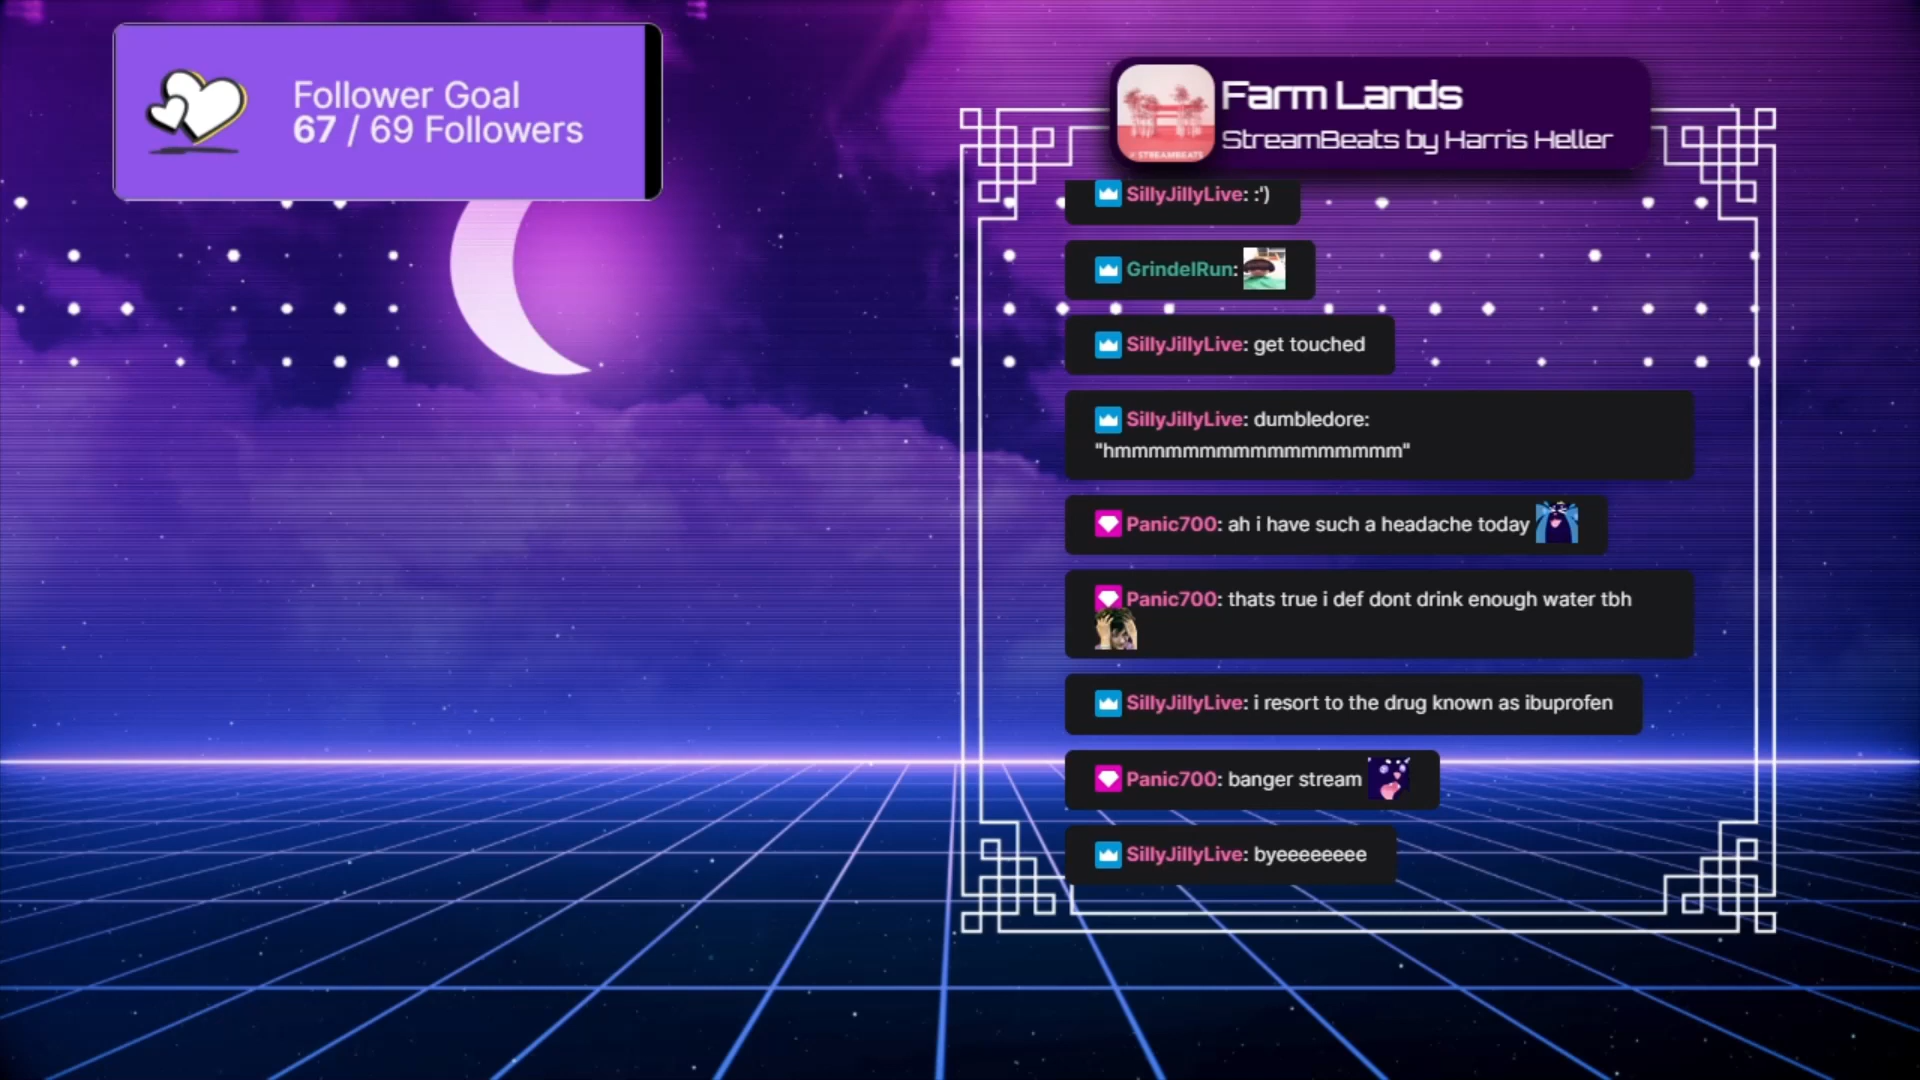 Follower Goal
67 / 69 Followers
Farm Lands
StreamBeats by Harris Heller
STREAMBEATS
SillyJillyLive: :')
GrindelRun:
SillyJillyLive: get touched
SillyJillyLive: dumbledore:
"hmmmmmmmmmmmmmmmmm"
Panic700: ah i have such a headache today
Panic700: thats true i def dont drink enough water tbh
SillyJillyLive: i resort to the drug known as ibuprofen
Panic700: banger stream
SillyJillyLive: byeeeeeeee